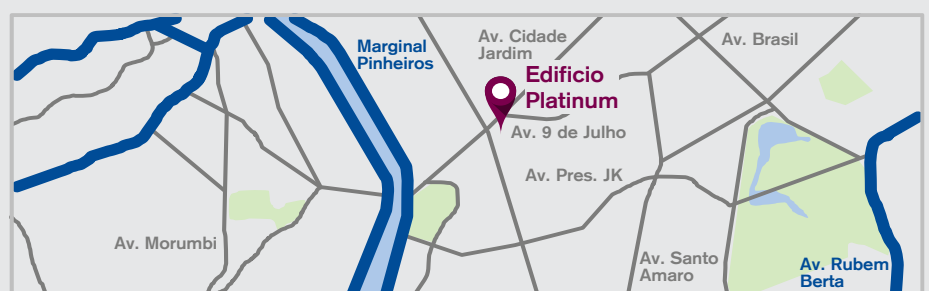 Av. Cidade
Jardim
Av. Brasil
Marginal
Pinheiros
Edificio
Platinum
Av. 9 de Julho
Av. Pres. JK
Av. Morumbi
Av. Santo
Amaro
Av. Rubem
Berta